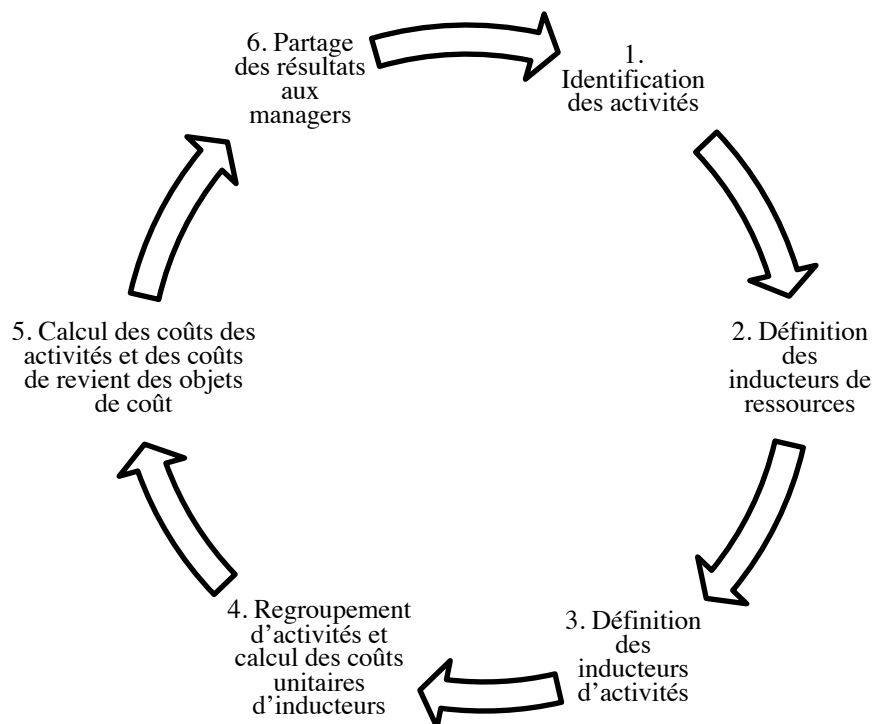 1.
Identification
des activités
2. Définition
des
inducteurs de
ressources
3. Définition
des
inducteurs
d’activités
4. Regroupement
d’activités et
calcul des coûts
unitaires
d’inducteurs
5. Calcul des coûts des
activités et des coûts
de revient des objets
de coût
6. Partage
des résultats
aux
managers